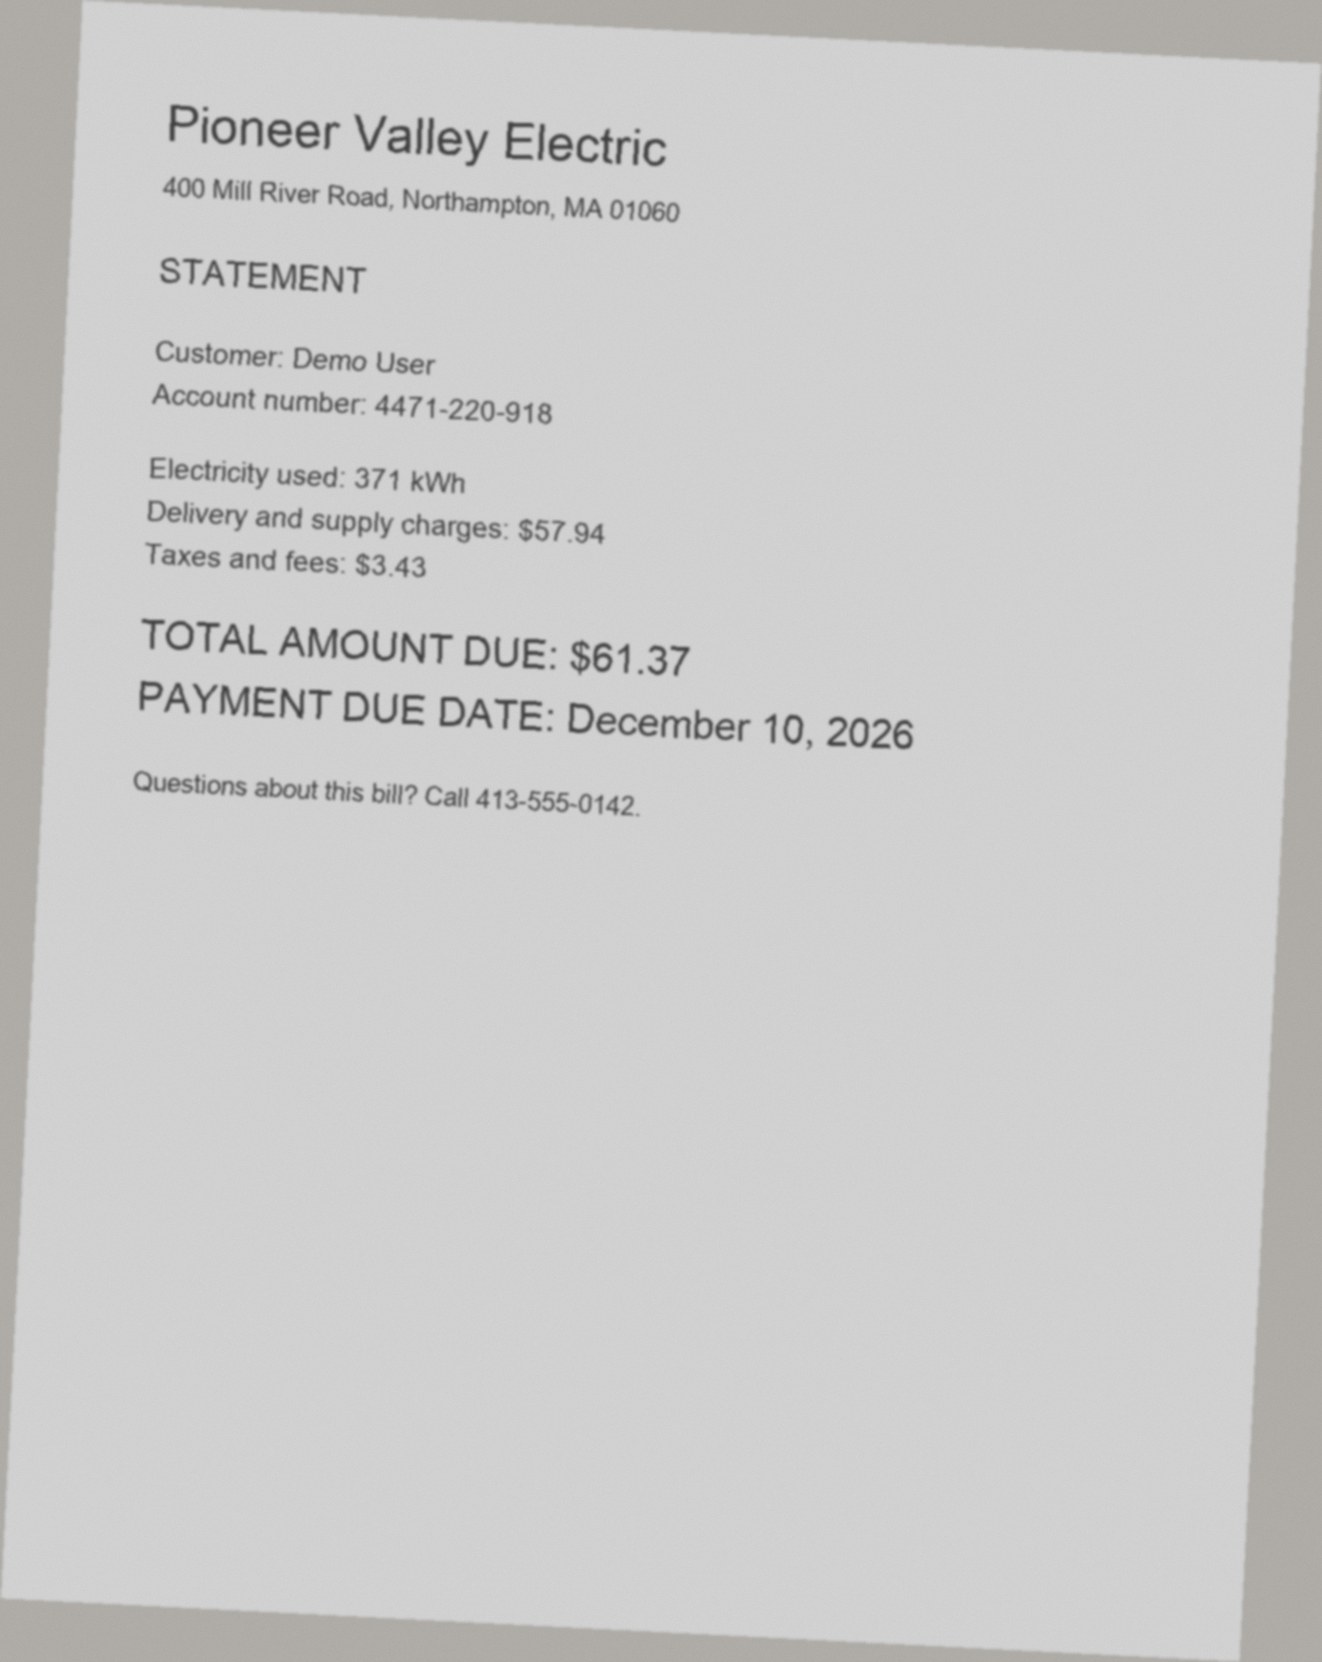 Pioneer Valley Electric
400 Mill River Road, Northampton, MA 01060
STATEMENT
Customer: Demo User
Account number: 4471-220-918
Electricity used: 371 kWh
Delivery and supply charges: $57.94
Taxes and fees: $3.43
TOTAL AMOUNT DUE: $61.37
PAYMENT DUE DATE: December 10, 2026
Questions about this bill? Call 413-555-0142.